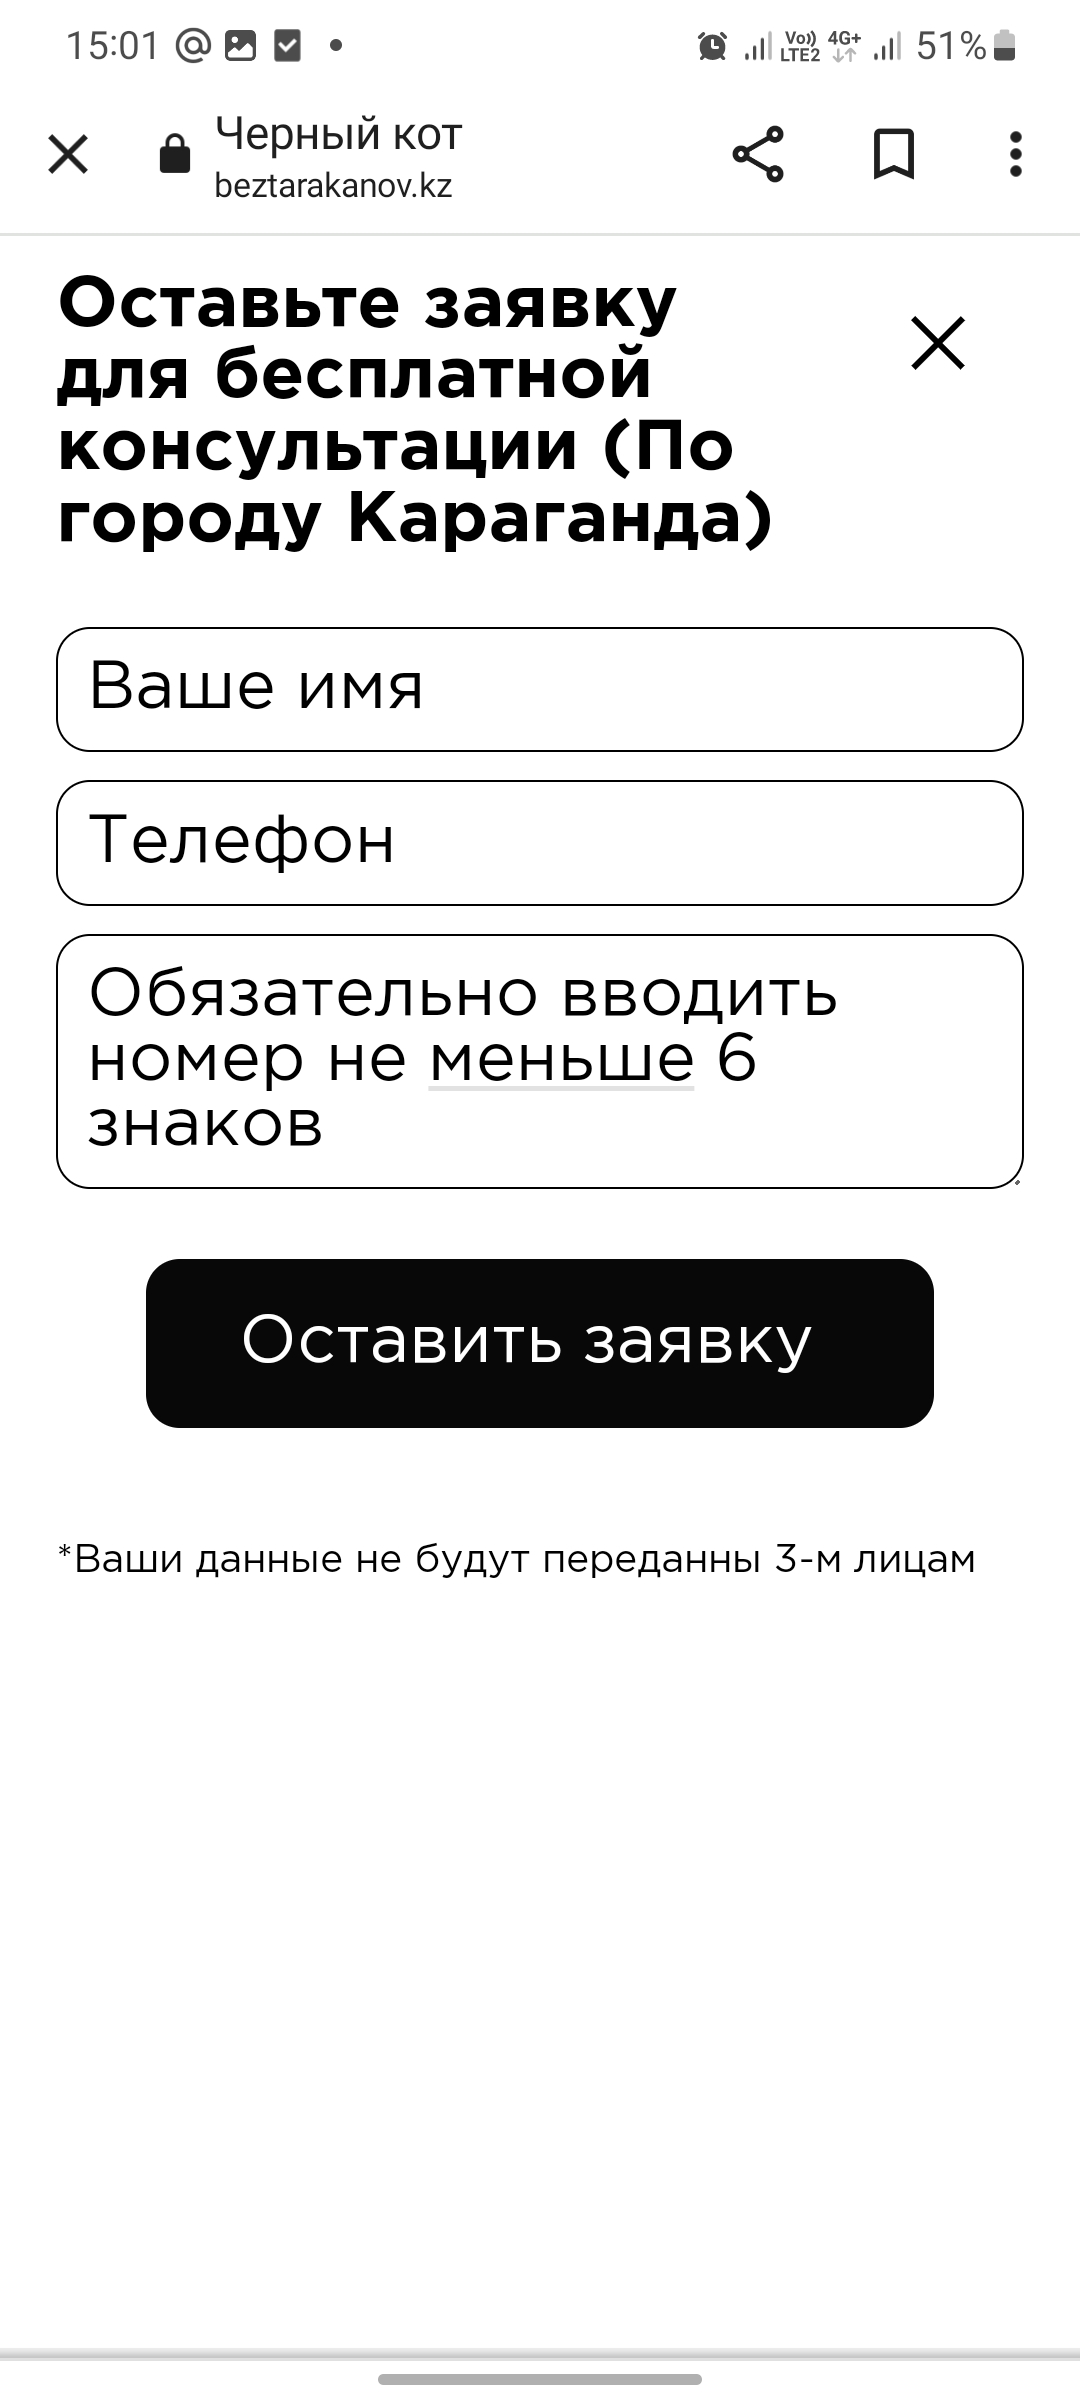 15:01
Vo)) LTE2 4G+ 51%
Черный кот
beztarakanov.kz
Оставьте заявку
для бесплатной
консультации (По
городу Караганда)
Ваше имя
Телефон
Обязательно вводить
номер не меньше 6
знаков
Оставить заявку
*Ваши данные не будут переданны 3-м лицам